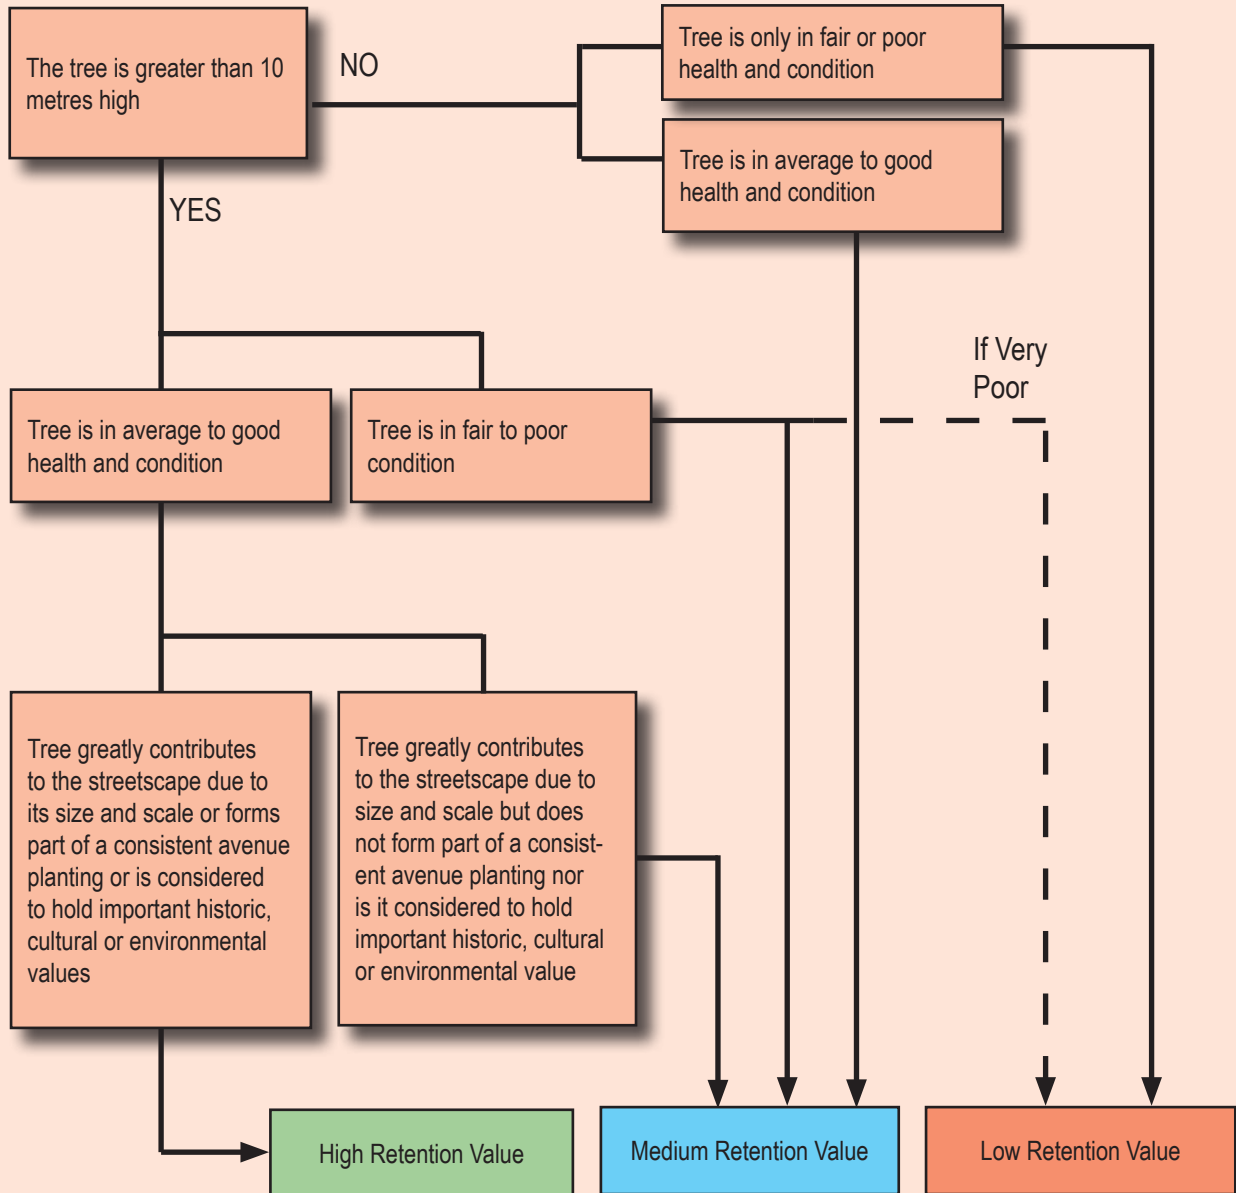 The tree is greater than 10
metres high
NO
Tree is only in fair or poor
health and condition
Tree is in average to good
health and condition
YES
If Very
Poor
Tree is in average to good
health and condition
Tree is in fair to poor
condition
Tree greatly contributes
to the streetscape due to
its size and scale or forms
part of a consistent avenue
planting or is considered
to hold important historic,
cultural or environmental
values
Tree greatly contributes
to the streetscape due to
size and scale but does
not form part of a consist-
ent avenue planting nor
is it considered to hold
important historic, cultural
or environmental value
High Retention Value
Medium Retention Value
Low Retention Value